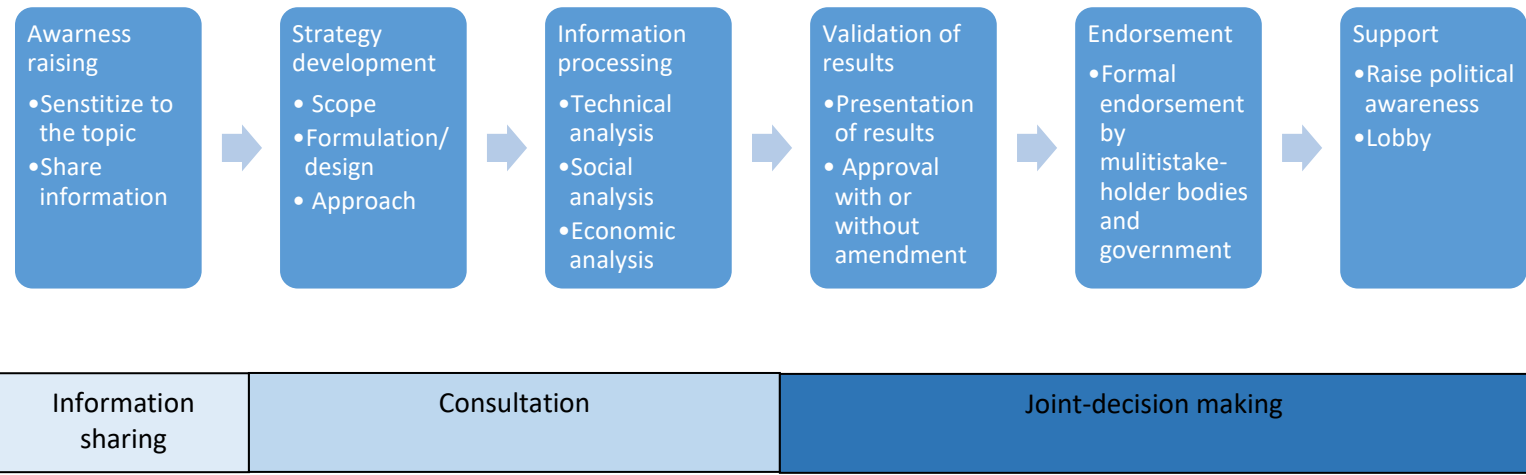 Awarness
raising
•Senstitize to
the topic
•Share
information
Strategy
development
• Scope
•Formulation/
design
• Approach
Information
processing
•Technical
analysis
•Social
analysis
•Economic
analysis
Validation of
results
•Presentation
of results
• Approval
with or
without
amendment
Endorsement
•Formal
endorsement
by
mulitistake-
holder bodies
and
government
Support
•Raise political
awareness
•Lobby
Information
sharing
Consultation
Joint-decision making